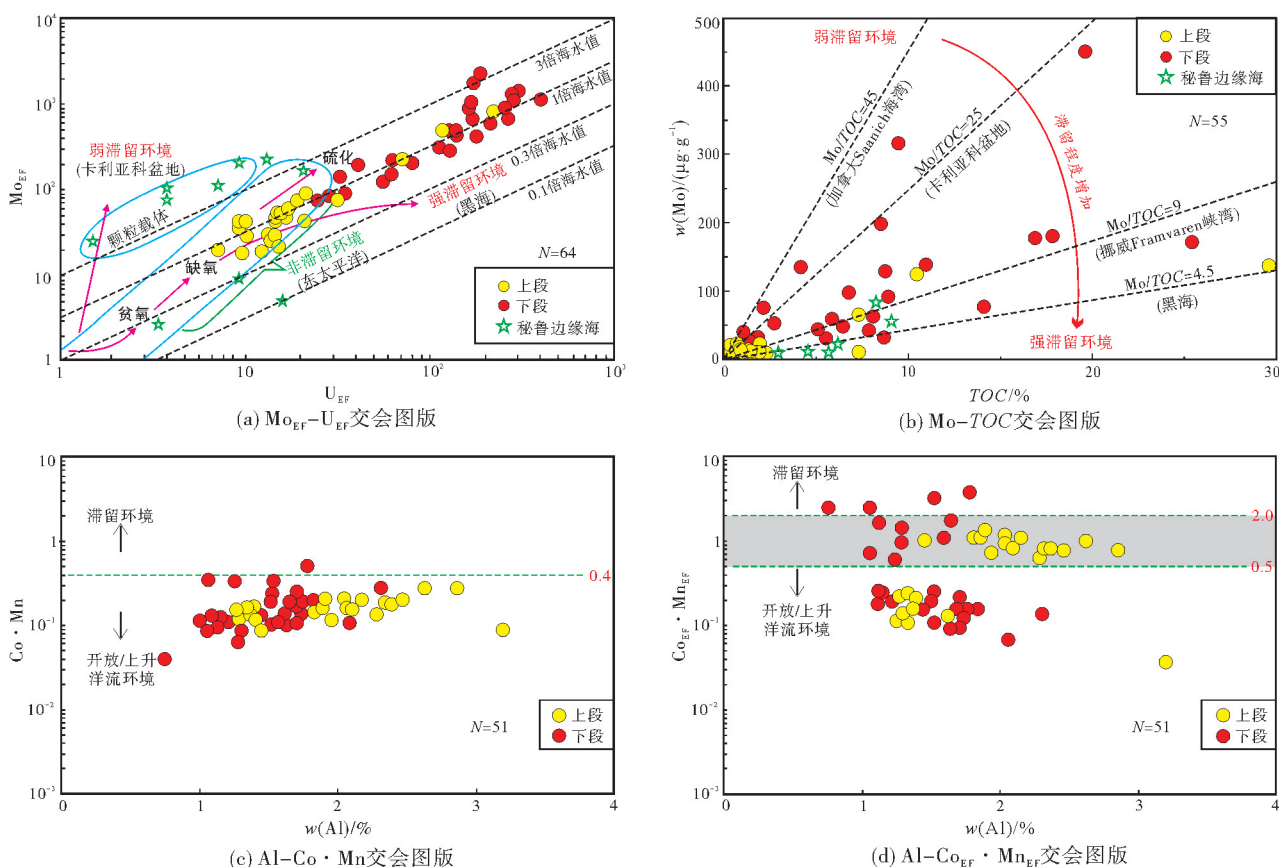 10⁴
10³
10²
10
1
Mo_EF
3倍海水值
1倍海水值
0.3倍海水值
0.1倍海水值
弱滞留环境
(卡利亚科盆地)
硫化
颗粒载体
强滞留环境
(黑海)
缺氧
非滞留环境
(东太平洋)
贫氧
N=64
上段
下段
秘鲁边缘海
1
10
10²
10³
U_EF
(a) Mo_EF-U_EF交会图版
500
400
300
200
150
100
50
0
w(Mo)/(μg·g⁻¹)
弱滞留环境
Mo/TOC=45
(加拿大Saanich海湾)
Mo/TOC=25
(卡利亚科盆地)
滞留程度增加
Mo/TOC=9
(挪威Framvaren峡湾)
Mo/TOC=4.5
(黑海)
强滞留环境
上段
下段
秘鲁边缘海
N=55
0
10
20
30
TOC/%
(b) Mo-TOC交会图版
10
1
10⁻¹
10⁻²
10⁻³
Co·Mn
滞留环境
0.4
开放/上升
洋流环境
N=51
上段
下段
0
1
2
3
4
w(Al)/%
(c) Al-Co·Mn交会图版
10
1
10⁻¹
10⁻²
10⁻³
Co_EF·Mn_EF
滞留环境
2.0
0.5
开放/上升
洋流环境
N=51
上段
下段
0
1
2
3
4
w(Al)/%
(d) Al-Co_EF·Mn_EF交会图版